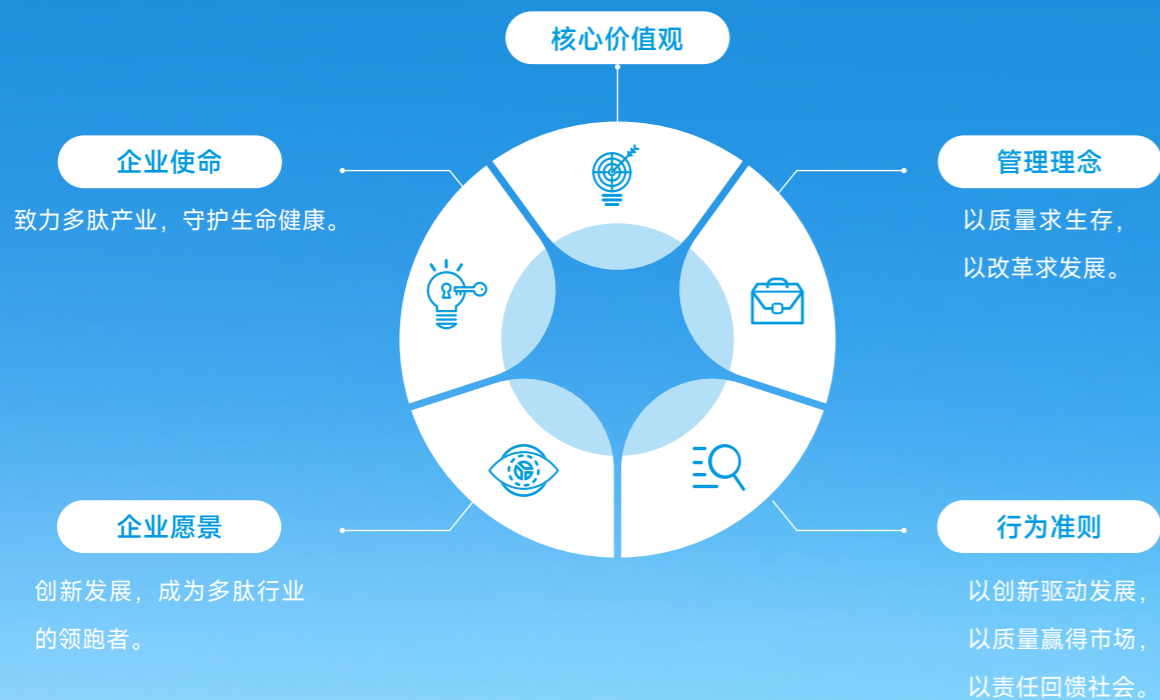 核心价值观
企业使命
致力多肽产业，守护生命健康。
管理理念
以质量求生存，
以改革求发展。
企业愿景
创新发展，成为多肽行业
的领跑者。
行为准则
以创新驱动发展，
以质量赢得市场，
以责任回馈社会。